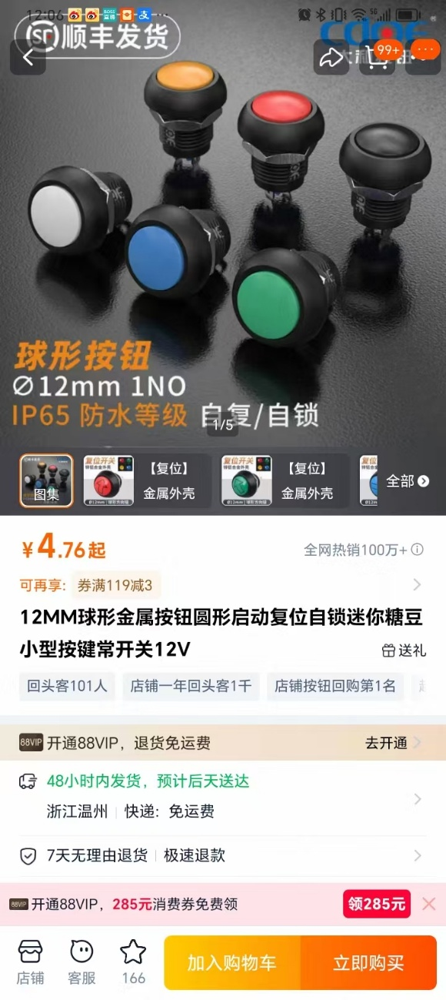 12:06
顺丰发货
99+
球形按钮
Ø12mm 1NO
IP65 防水等级 自复/自锁
1/5
图集
复位开关
【复位】
金属外壳
复位开关
【复位】
金属外壳
全部
¥4.76起
全网热销100万+
可再享: 券满119减3
12MM球形金属按钮圆形启动复位自锁迷你糖豆
小型按键常开关12V
送礼
回头客101人
店铺一年回头客1千
店铺按钮回购第1名
88VIP 开通88VIP，退货免运费
去开通
48小时内发货，预计后天送达
浙江温州 | 快递: 免运费
7天无理由退货 | 极速退款
88VIP 开通88VIP，285元消费券免费领
领285元
店铺
客服
166
加入购物车
立即购买